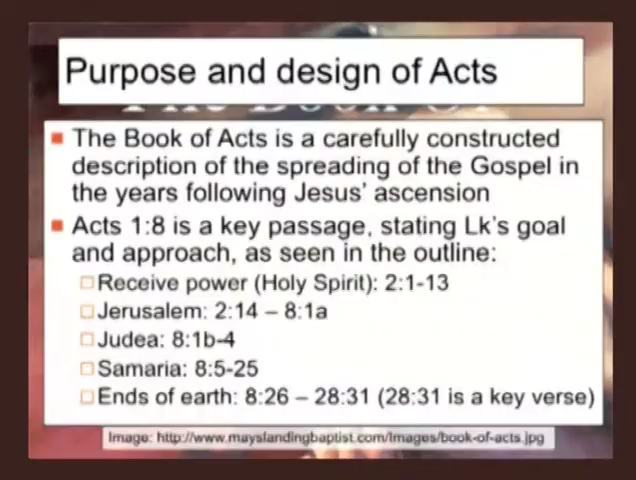 Purpose and design of Acts
The Book Of
The Book of Acts is a carefully constructed
description of the spreading of the Gospel in
the years following Jesus' ascension
Acts 1:8 is a key passage, stating Lk's goal
and approach, as seen in the outline:
Receive power (Holy Spirit): 2:1-13
Jerusalem: 2:14 – 8:1a
Judea: 8:1b-4
Samaria: 8:5-25
Ends of earth: 8:26 – 28:31 (28:31 is a key verse)
Image: http://www.mayslandingbaptist.com/Images/book-of-acts.jpg